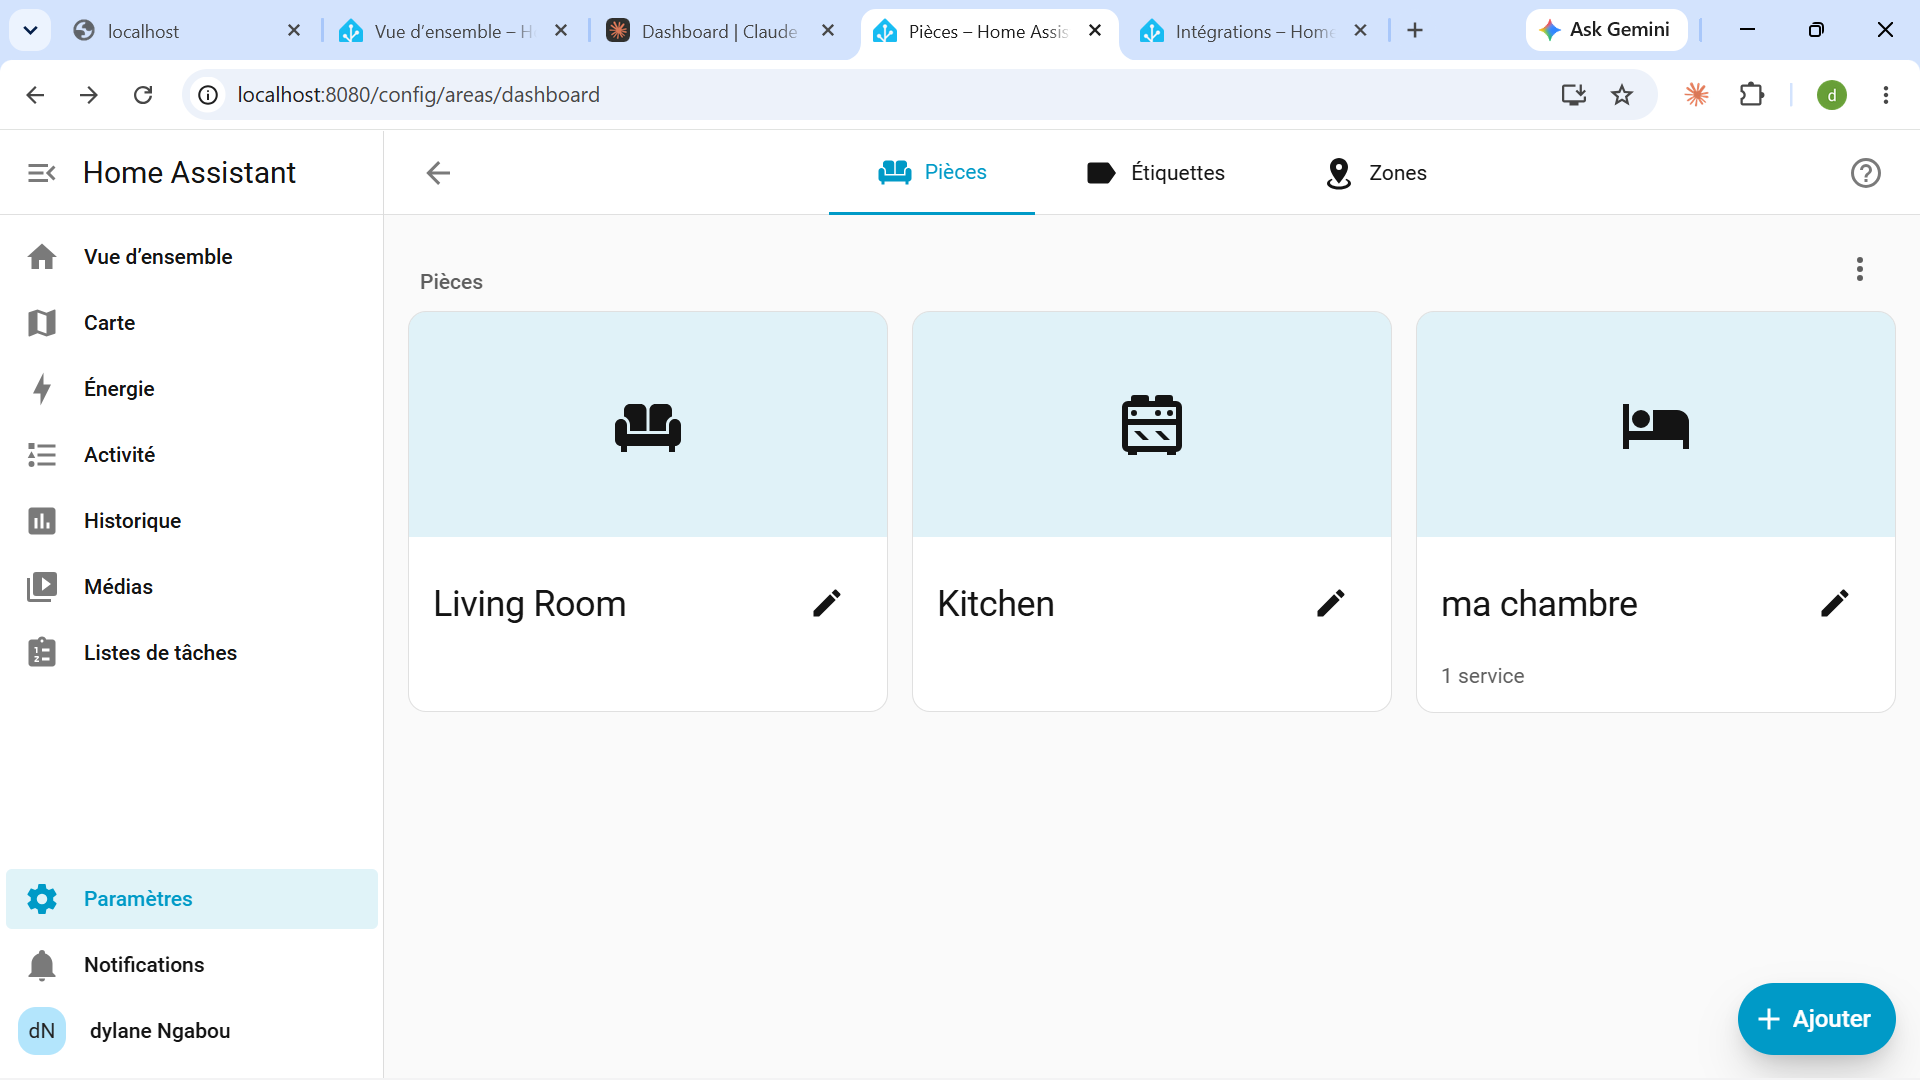 localhost
Vue d'ensemble – H
Dashboard | Claude
Pièces – Home Assis
Intégrations – Home
Ask Gemini
localhost:8080/config/areas/dashboard
d
Home Assistant
Pièces
Étiquettes
Zones
Vue d'ensemble
Carte
Énergie
Activité
Historique
Médias
Listes de tâches
Paramètres
Notifications
dN
dylane Ngabou
Pièces
Living Room
Kitchen
ma chambre
1 service
Ajouter